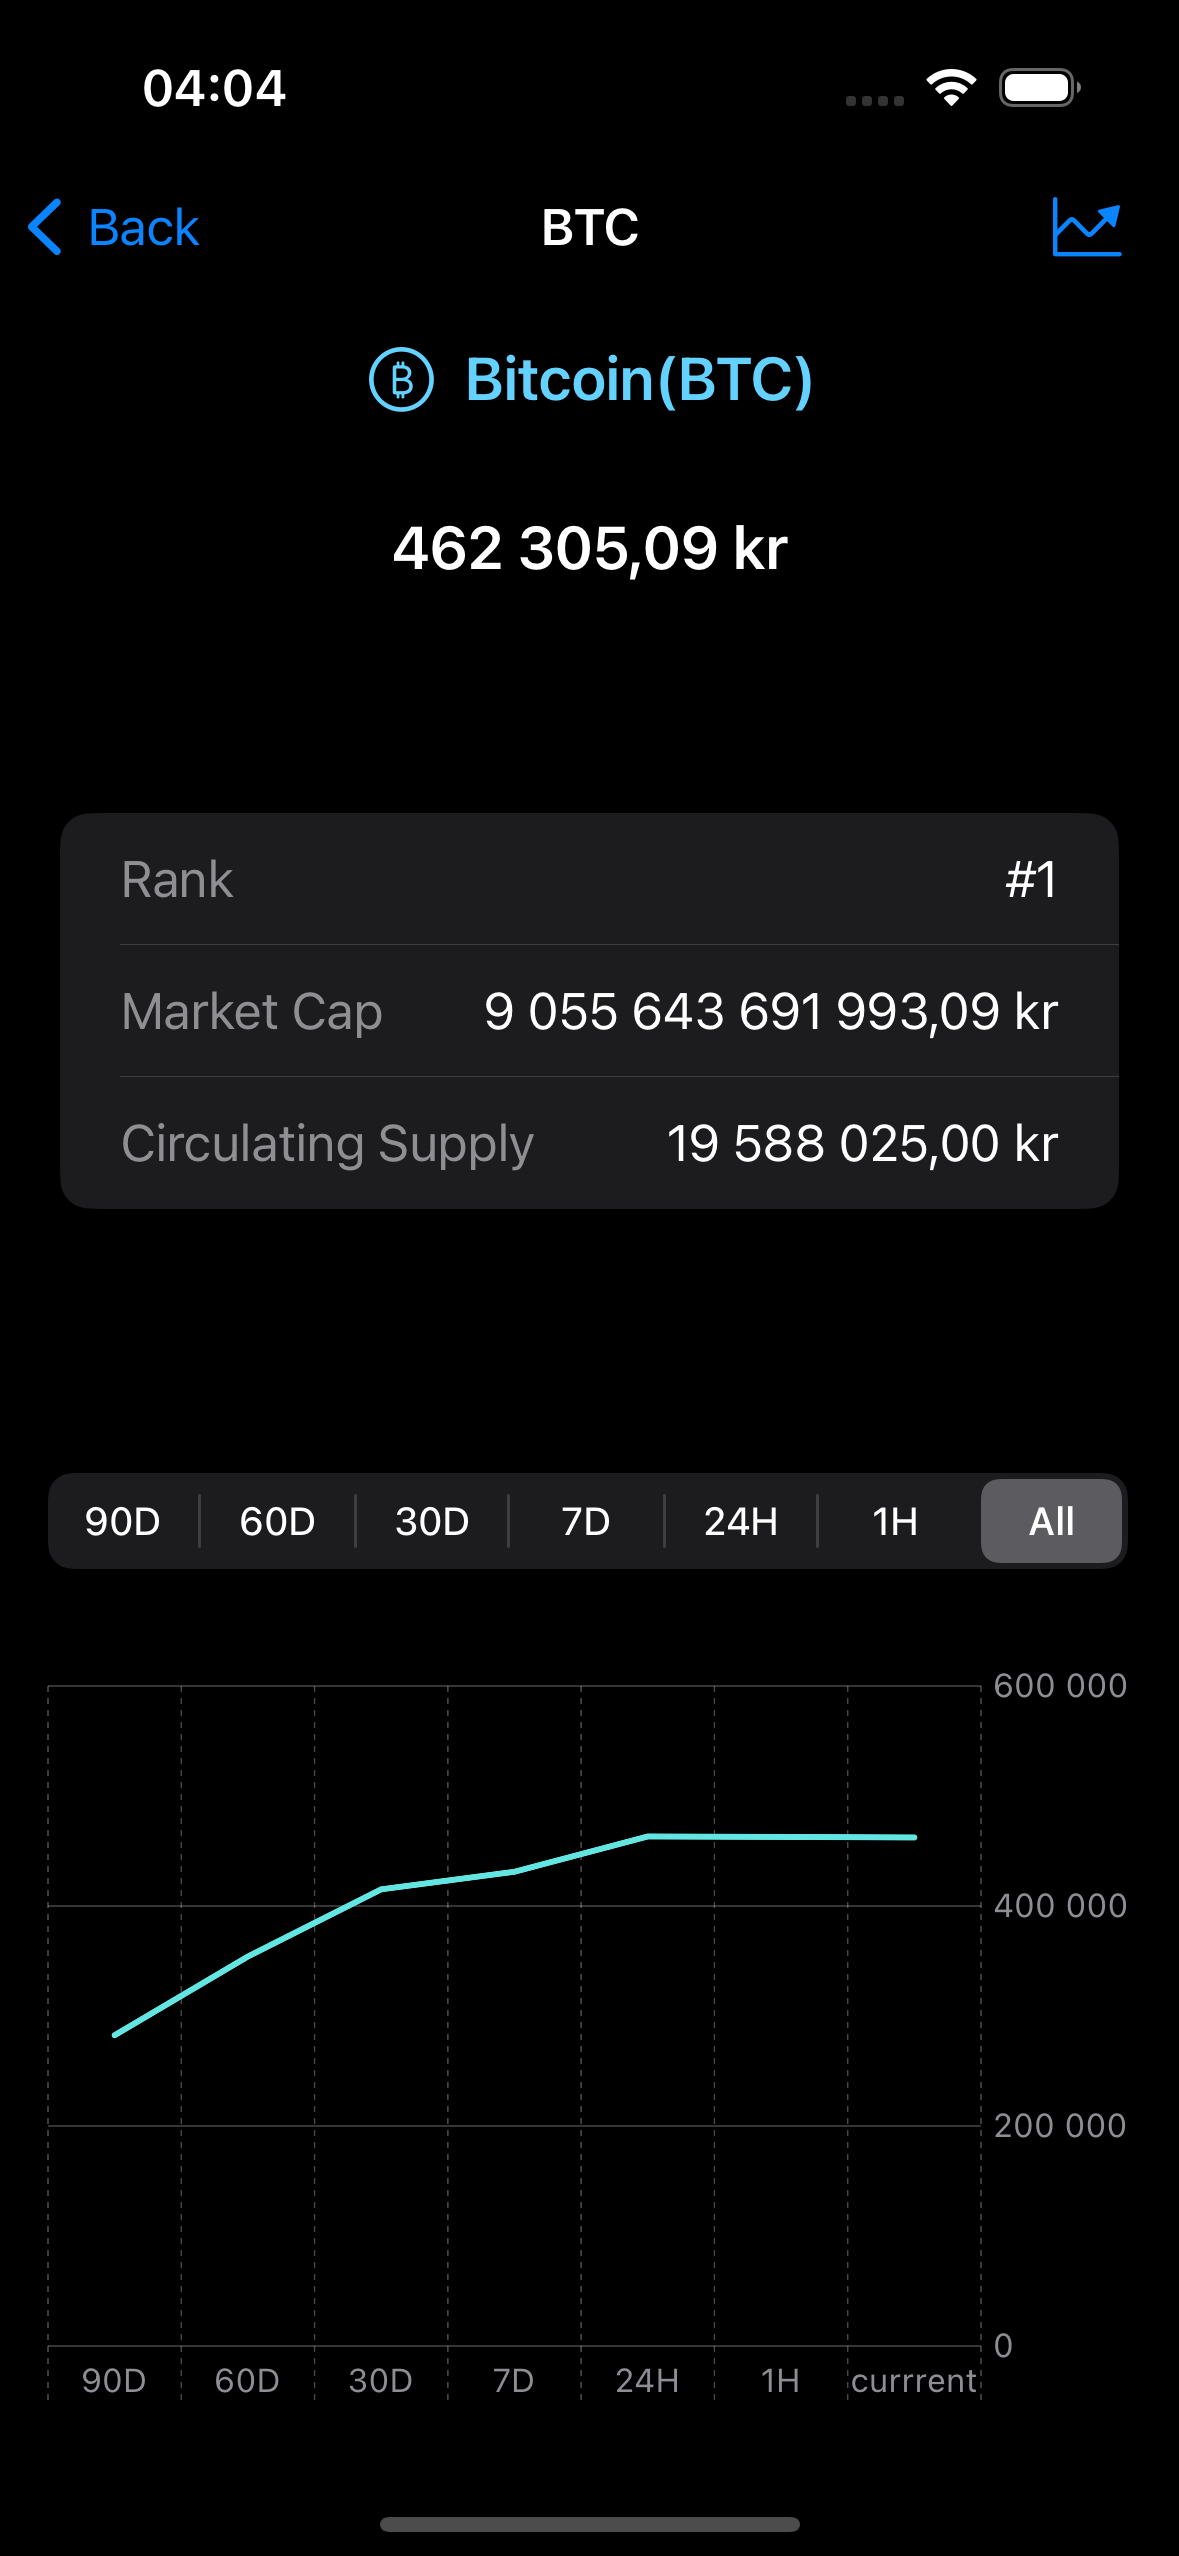 04:04
Back
BTC
Bitcoin(BTC)
462 305,09 kr
Rank #1
Market Cap 9 055 643 691 993,09 kr
Circulating Supply 19 588 025,00 kr
90D 60D 30D 7D 24H 1H All
600 000
400 000
200 000
0
90D 60D 30D 7D 24H 1H currrent